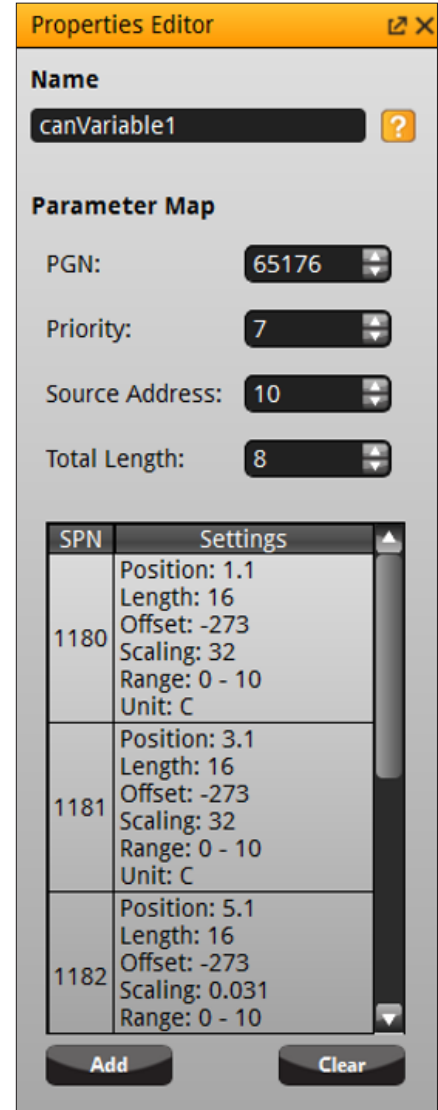 Properties Editor
Name
canVariable1
?
Parameter Map
PGN: 65176
Priority: 7
Source Address: 10
Total Length: 8
SPN Settings
1180
Position: 1.1
Length: 16
Offset: -273
Scaling: 32
Range: 0 - 10
Unit: C
1181
Position: 3.1
Length: 16
Offset: -273
Scaling: 32
Range: 0 - 10
Unit: C
1182
Position: 5.1
Length: 16
Offset: -273
Scaling: 0.031
Range: 0 - 10
Add Clear